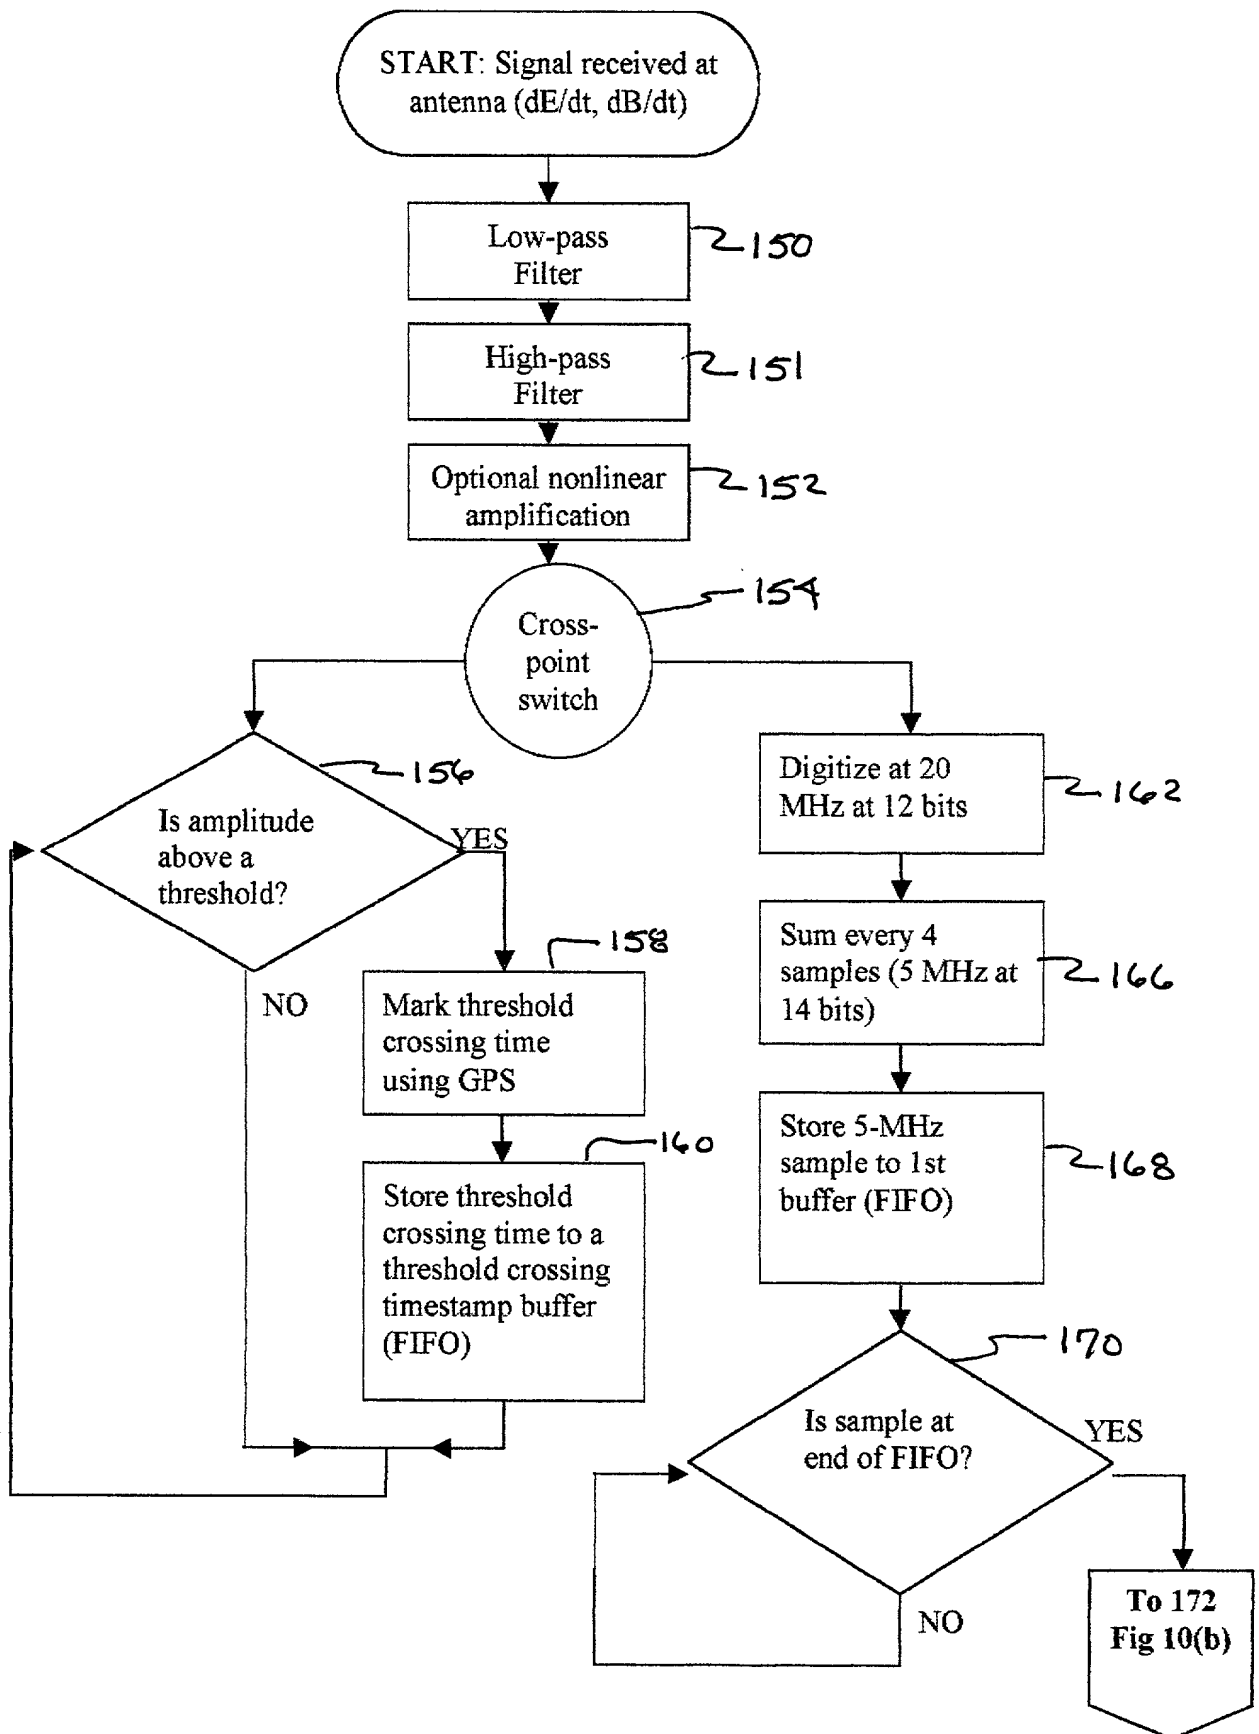 START: Signal received at
antenna (dE/dt, dB/dt)
Low-pass
Filter
150
High-pass
Filter
151
Optional nonlinear
amplification
152
Cross-
point
switch
154
Is amplitude
above a
threshold?
156
YES
NO
158
Mark threshold
crossing time
using GPS
160
Store threshold
crossing time to a
threshold crossing
timestamp buffer
(FIFO)
Digitize at 20
MHz at 12 bits
162
Sum every 4
samples (5 MHz at
14 bits)
166
Store 5-MHz
sample to 1st
buffer (FIFO)
168
170
Is sample at
end of FIFO?
YES
NO
To 172
Fig 10(b)